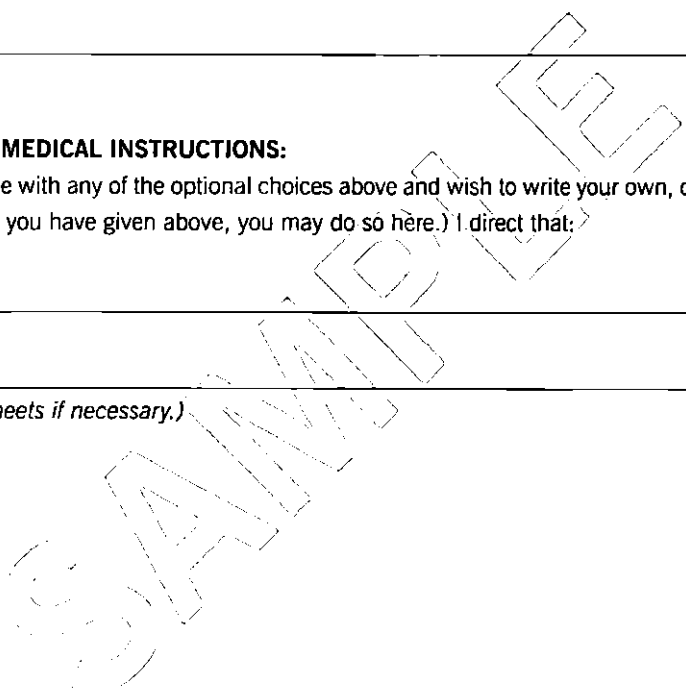 MEDICAL INSTRUCTIONS:
e with any of the optional choices above and wish to write your own, o
you have given above, you may do so here.) I direct that:
heets if necessary.)
SAMPLE